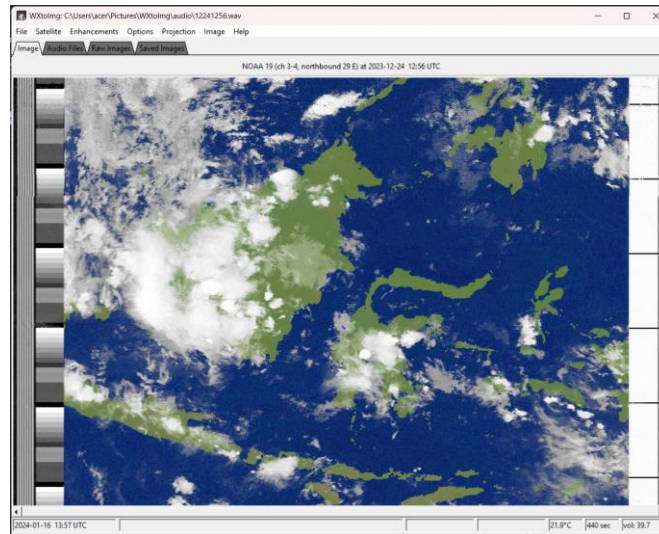 WXtoImg: C:\Users\acer\Pictures\WXtoImg\audio\12241256.wav
File Satellite Enhancements Options Projection Image Help
Image Audio Files Raw Images Saved Images
NOAA 19 (ch 3-4, northbound 29 E) at 2023-12-24 12:56 UTC
2024-01-16 13:57 UTC 21.9°C 440 sec vol: 39.7